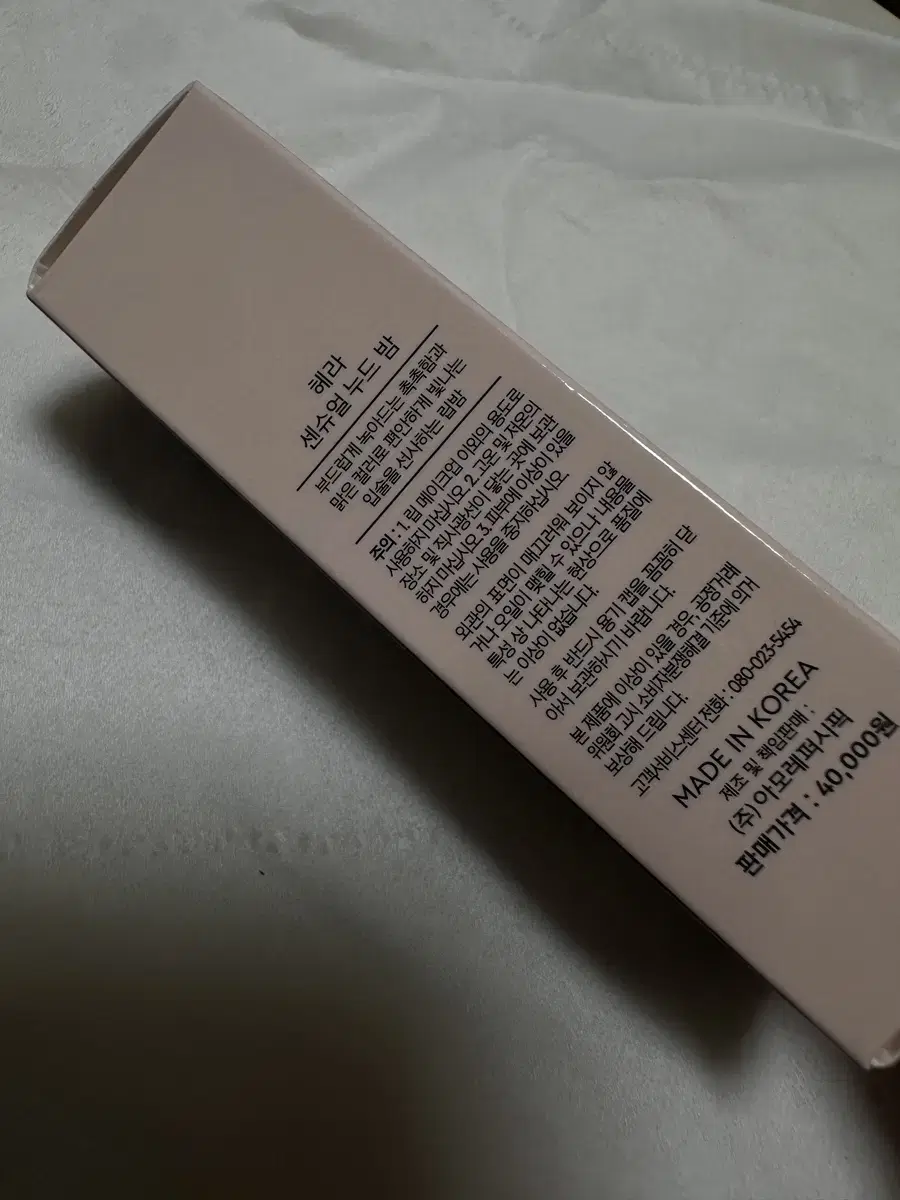 헤라
센슈얼 누드 밤
부드럽게 녹아드는 촉촉함과
맑은 컬러로 편안하게 빛나는
입술을 선사하는 립밤
주의 : 1. 립 메이크업 이외의 용도로
사용하지 마십시오 2. 고온 및 저온의
장소 및 직사광선이 닿는 곳에 보관
하지 마십시오 3. 피부에 이상이 있을
경우에는 사용을 중지하십시오
외관의 표면이 매끄러워 보이지 않
거나 오일이 맺힐 수 있으나 내용물
특성 상 나타나는 현상으로 품질에
는 이상이 없습니다.
사용 후 반드시 용기 캡을 꼼꼼히 닫
아서 보관하시기 바랍니다.
본 제품에 이상이 있을 경우, 공정거래
위원회 고시 소비자분쟁해결 기준에 의거
보상해 드립니다.
고객서비스센터 전화 : 080-023-5454
MADE IN KOREA
제조 및 책임판매 :
(주)아모레퍼시픽
판매가격 : 40,000원